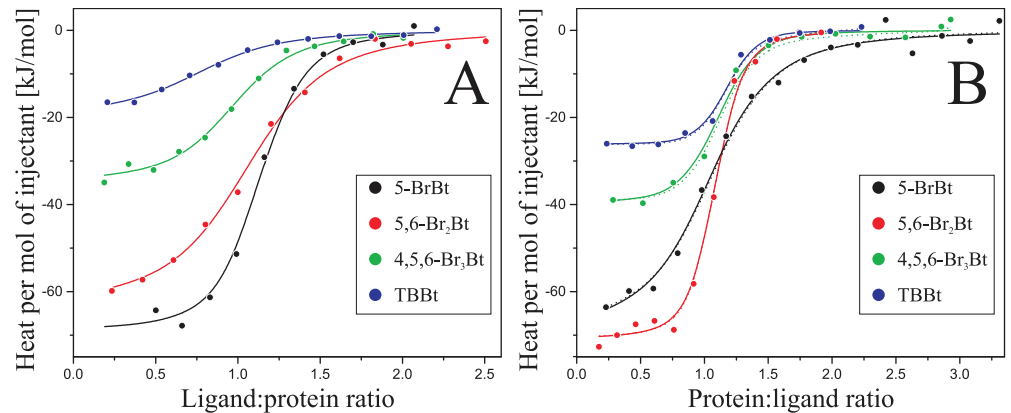 A
Heat per mol of injectant [kJ/mol]
0
-20
-40
-60
5-BrBt
5,6-Br₂Bt
4,5,6-Br₃Bt
TBBt
0.0 0.5 1.0 1.5 2.0 2.5
Ligand:protein ratio
B
Heat per mol of injectant [kJ/mol]
0
-20
-40
-60
5-BrBt
5,6-Br₂Bt
4,5,6-Br₃Bt
TBBt
0.0 0.5 1.0 1.5 2.0 2.5 3.0
Protein:ligand ratio